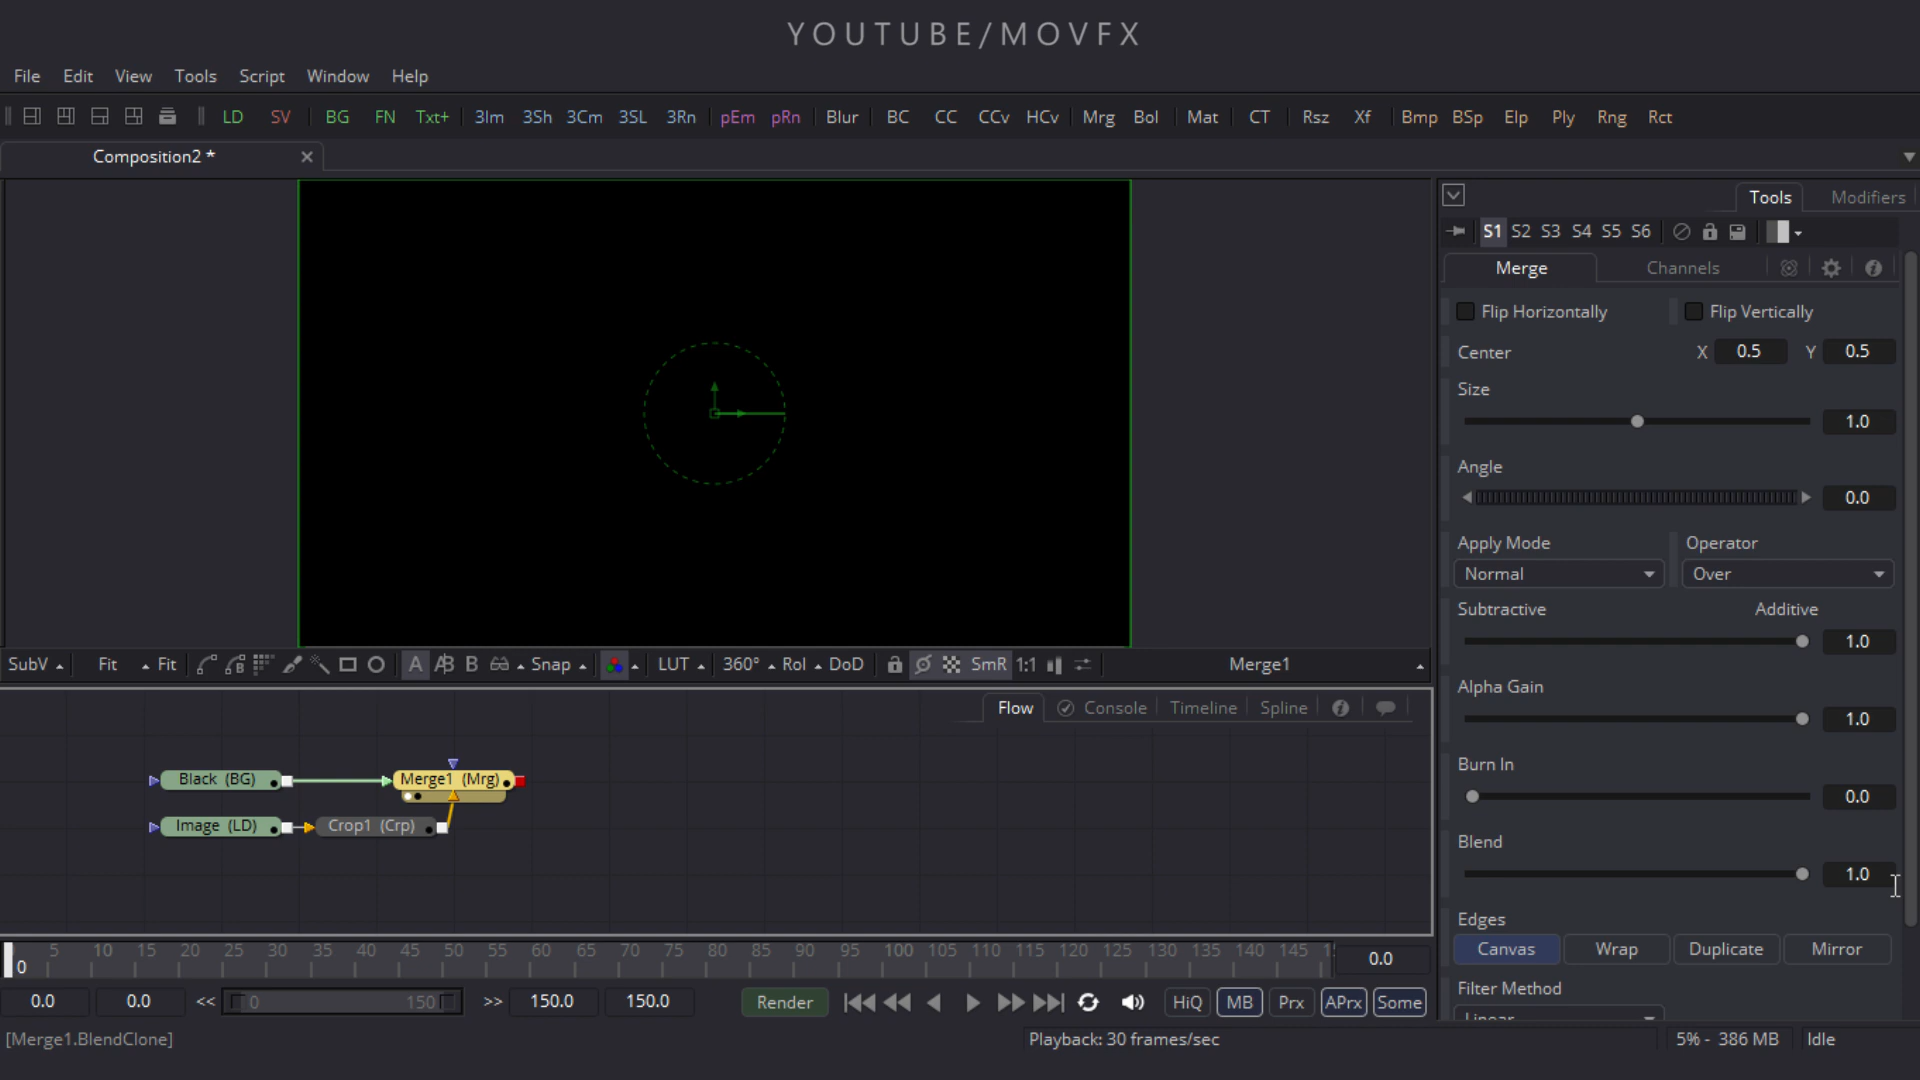 YOUTUBE/MOVFX
File Edit View Tools Script Window Help
LD SV BG FN Txt+ 3Im 3Sh 3Cm 3SL 3Rn pEm pRn Blur BC CC CCv HCv Mrg Bol Mat CT Rsz Xf Bmp BSp Elp Ply Rng Rct
Composition2 *
Tools Modifiers
S1 S2 S3 S4 S5 S6
Merge Channels
Flip Horizontally Flip Vertically
Center X 0.5 Y 0.5
Size
1.0
Angle
0.0
Apply Mode Operator
Normal Over
Subtractive Additive
1.0
Alpha Gain
1.0
Burn In
0.0
Blend
1.0
Edges
Canvas Wrap Duplicate Mirror
Filter Method
Linear
SubV Fit Fit A B Snap LUT 360° RoI DoD SmR 1:1 Merge1
Flow Console Timeline Spline
Black (BG) Merge1 (Mrg)
Image (LD) Crop1 (Crp)
0 5 10 15 20 25 30 35 40 45 50 55 60 65 70 75 80 85 90 95 100 105 110 115 120 125 130 135 140 145 0.0
0.0 0.0 << 0 150 >> 150.0 150.0 Render HiQ MB Prx APrx Some
[Merge1.BlendClone] Playback: 30 frames/sec 5% - 386 MB Idle